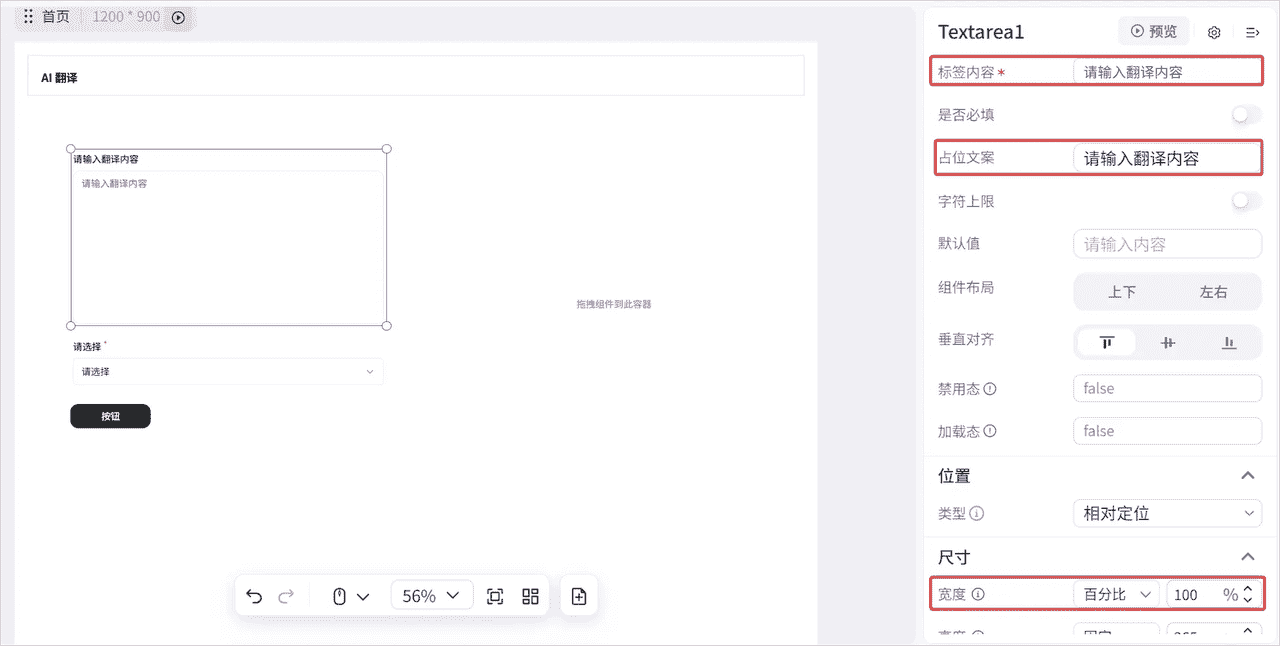 首页 1200 * 900
AI 翻译
请输入翻译内容
请输入翻译内容
拖拽组件到此容器
请选择 *
请选择
按钮
56%
Textarea1 预览
标签内容* 请输入翻译内容
是否必填
占位文案 请输入翻译内容
字符上限
默认值 请输入内容
组件布局 上下 左右
垂直对齐
禁用态 false
加载态 false
位置
类型 相对定位
尺寸
宽度 百分比 100 %